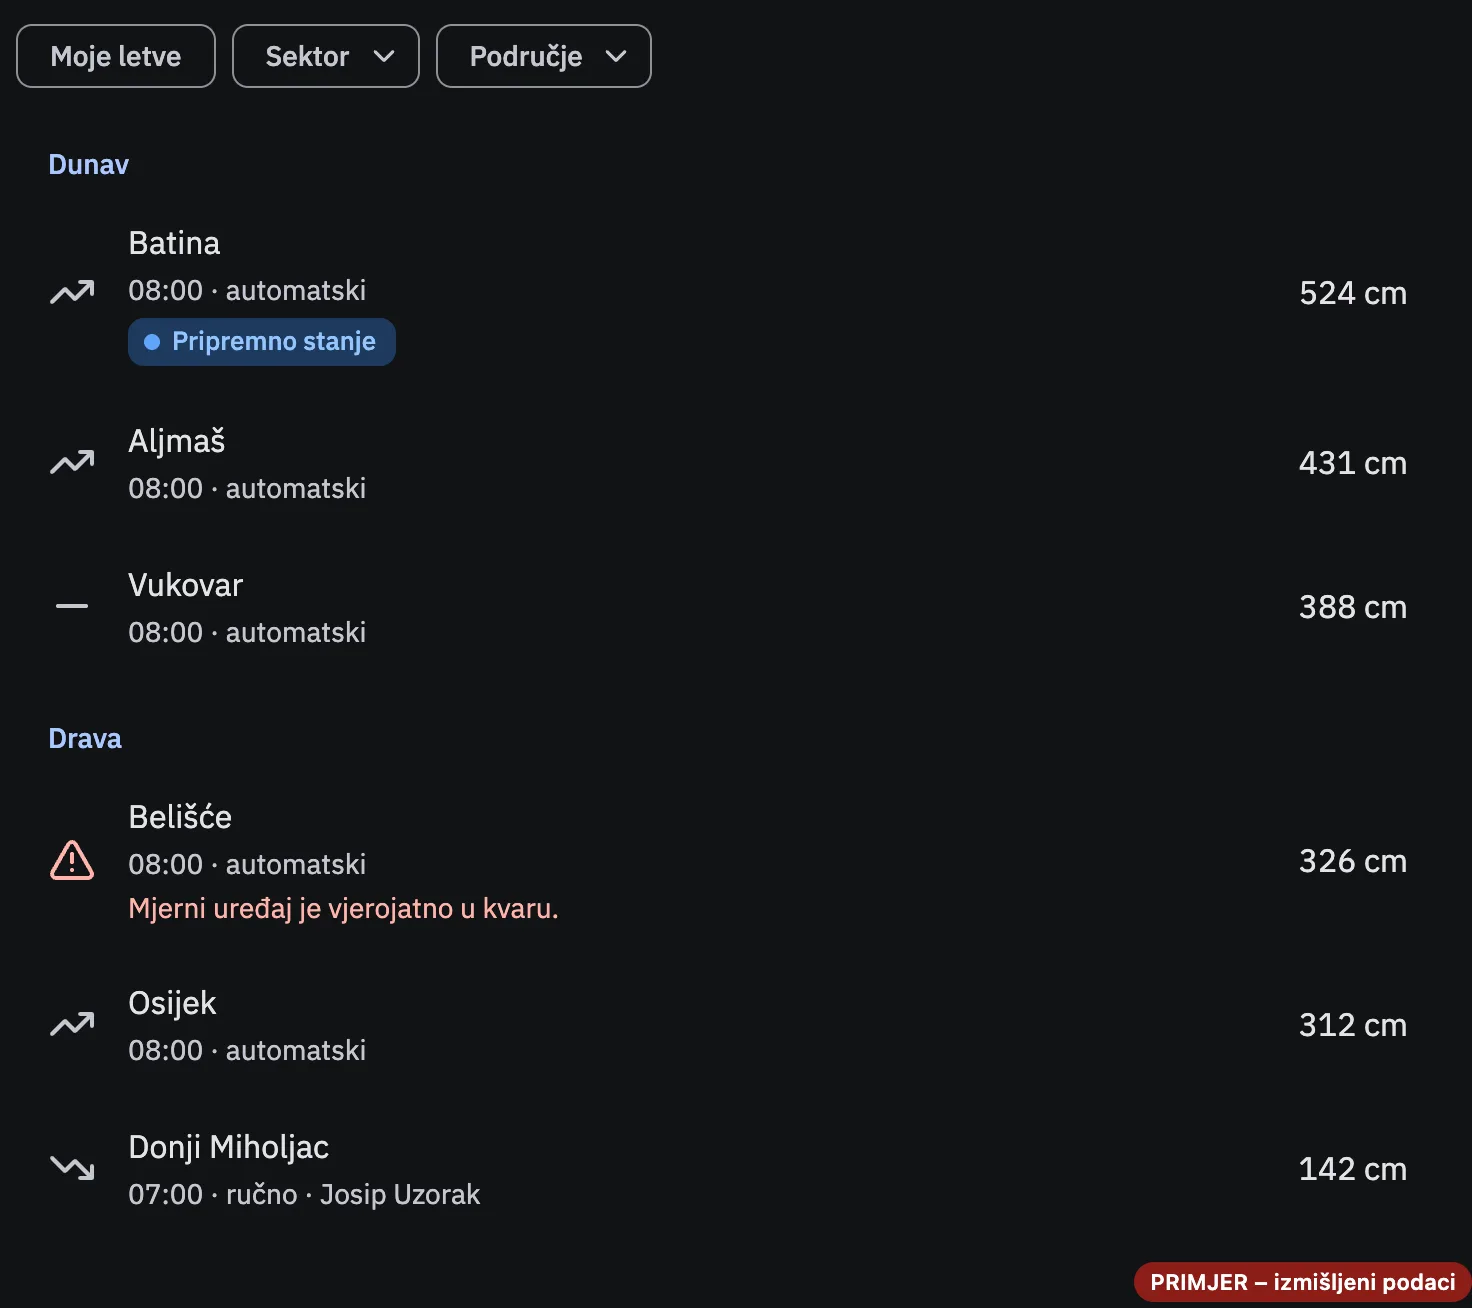 Moje letve
Sektor
Područje
Dunav
Batina
08:00 · automatski
524 cm
Pripremno stanje
Aljmaš
08:00 · automatski
431 cm
Vukovar
08:00 · automatski
388 cm
Drava
Belišće
08:00 · automatski
326 cm
Mjerni uređaj je vjerojatno u kvaru.
Osijek
08:00 · automatski
312 cm
Donji Miholjac
07:00 · ručno · Josip Uzorak
142 cm
PRIMJER – izmišljeni podaci